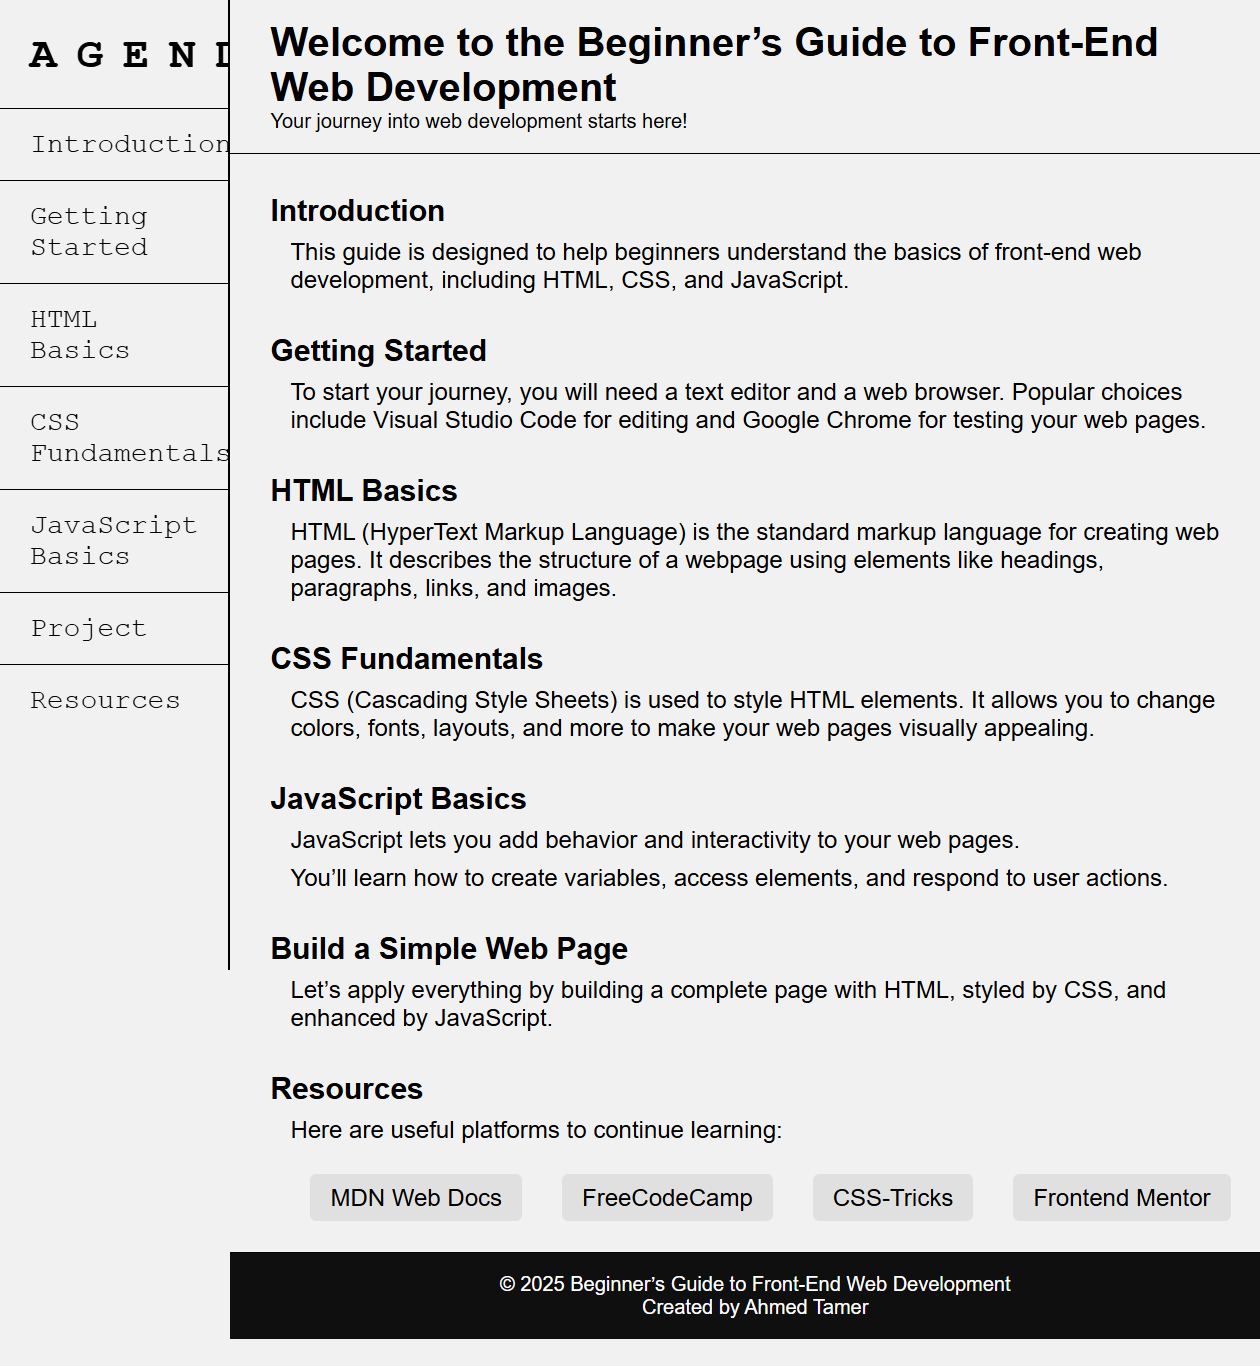 A G E N D
Introduction
Getting
Started
HTML
Basics
CSS
Fundamentals
JavaScript
Basics
Project
Resources
Welcome to the Beginner’s Guide to Front-End
Web Development
Your journey into web development starts here!
Introduction
This guide is designed to help beginners understand the basics of front-end web
development, including HTML, CSS, and JavaScript.
Getting Started
To start your journey, you will need a text editor and a web browser. Popular choices
include Visual Studio Code for editing and Google Chrome for testing your web pages.
HTML Basics
HTML (HyperText Markup Language) is the standard markup language for creating web
pages. It describes the structure of a webpage using elements like headings,
paragraphs, links, and images.
CSS Fundamentals
CSS (Cascading Style Sheets) is used to style HTML elements. It allows you to change
colors, fonts, layouts, and more to make your web pages visually appealing.
JavaScript Basics
JavaScript lets you add behavior and interactivity to your web pages.
You’ll learn how to create variables, access elements, and respond to user actions.
Build a Simple Web Page
Let’s apply everything by building a complete page with HTML, styled by CSS, and
enhanced by JavaScript.
Resources
Here are useful platforms to continue learning:
MDN Web Docs FreeCodeCamp CSS-Tricks Frontend Mentor
© 2025 Beginner’s Guide to Front-End Web Development
Created by Ahmed Tamer